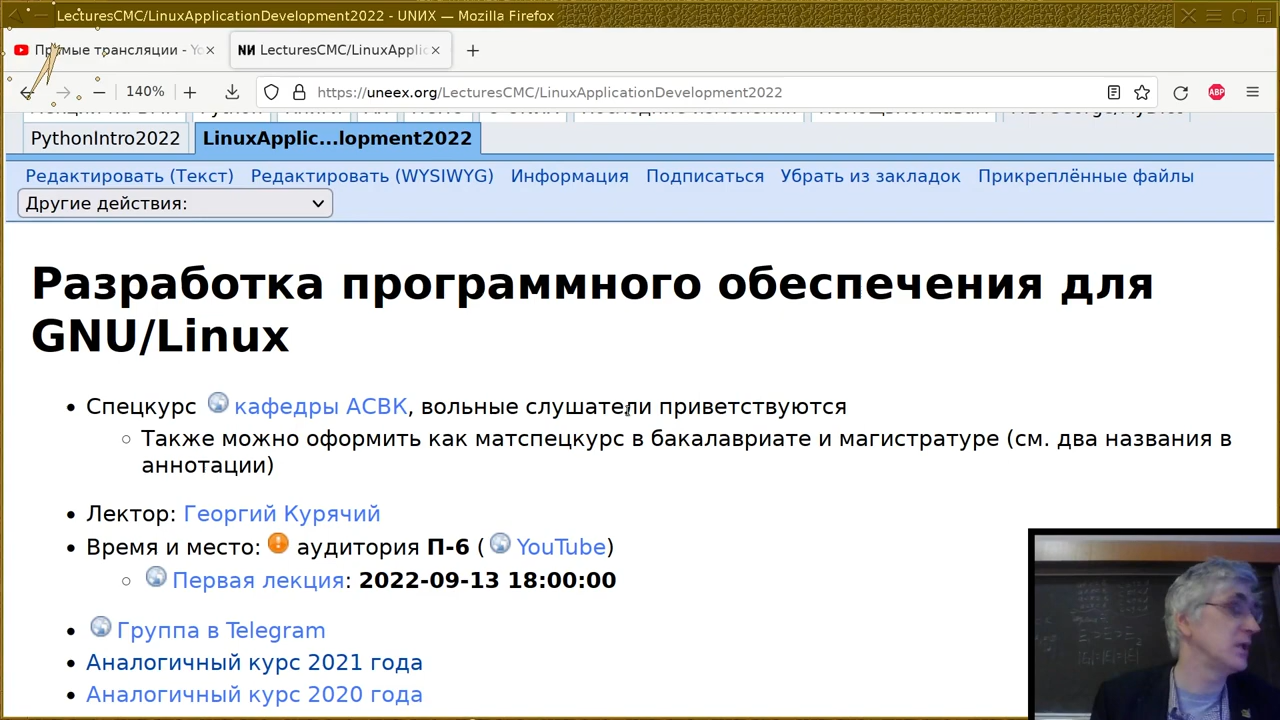 LecturesCMC/LinuxApplicationDevelopment2022 - UNИX — Mozilla Firefox
Прямые трансляции - Yo
LecturesCMC/LinuxApplic
140%
https://uneex.org/LecturesCMC/LinuxApplicationDevelopment2022
ABP
PythonIntro2022
LinuxApplic...lopment2022
Редактировать (Текст) Редактировать (WYSIWYG) Информация Подписаться Убрать из закладок Прикреплённые файлы
Другие действия:
Разработка программного обеспечения для
GNU/Linux
Спецкурс кафедры АСВК, вольные слушатели приветствуются
Также можно оформить как матспецкурс в бакалавриате и магистратуре (см. два названия в
аннотации)
Лектор: Георгий Курячий
Время и место: аудитория П-6 ( YouTube)
Первая лекция: 2022-09-13 18:00:00
Группа в Telegram
Аналогичный курс 2021 года
Аналогичный курс 2020 года